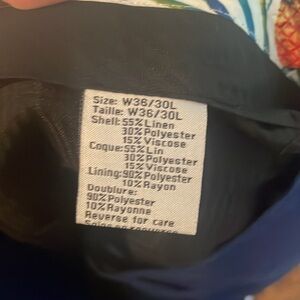 Size: W36/30L
Taille: W36/30L
Shell:55%Linen
30%Polyester
15%Viscose
Coque:55%Lin
30%Polyester
15%Viscose
Lining:90%Polyester
10%Rayon
Doublure:
90%Polyester
10%Rayonne
Reverse for care